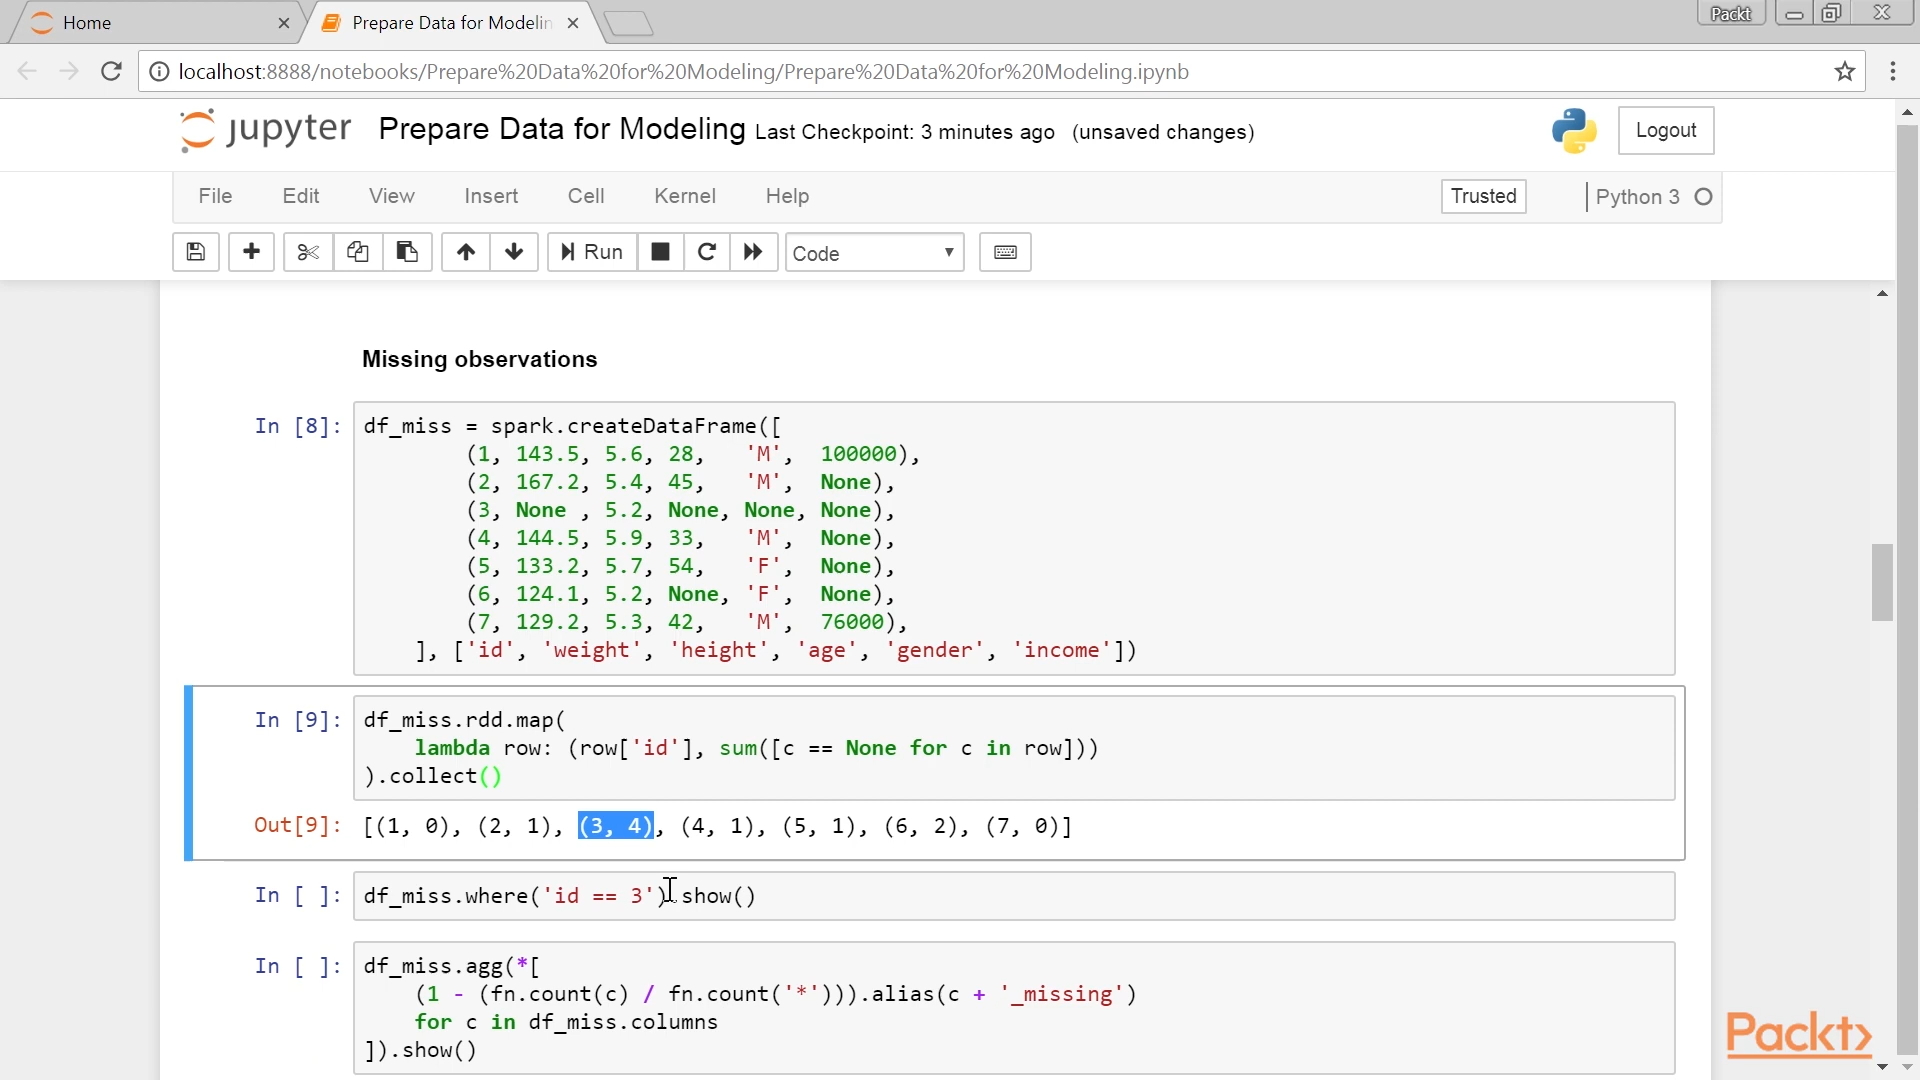 Home
Prepare Data for Modelin
Packt
localhost:8888/notebooks/Prepare%20Data%20for%20Modeling/Prepare%20Data%20for%20Modeling.ipynb
jupyter Prepare Data for Modeling Last Checkpoint: 3 minutes ago (unsaved changes)
Logout
File Edit View Insert Cell Kernel Help
Trusted
Python 3
Run
Code
Missing observations
In [8]: df_miss = spark.createDataFrame([
(1, 143.5, 5.6, 28,   'M',  100000),
(2, 167.2, 5.4, 45,   'M',  None),
(3, None , 5.2, None, None, None),
(4, 144.5, 5.9, 33,   'M',  None),
(5, 133.2, 5.7, 54,   'F',  None),
(6, 124.1, 5.2, None, 'F',  None),
(7, 129.2, 5.3, 42,   'M',  76000),
], ['id', 'weight', 'height', 'age', 'gender', 'income'])
In [9]: df_miss.rdd.map(
lambda row: (row['id'], sum([c == None for c in row]))
).collect()
Out[9]: [(1, 0), (2, 1), (3, 4), (4, 1), (5, 1), (6, 2), (7, 0)]
In [ ]: df_miss.where('id == 3').show()
In [ ]: df_miss.agg(*[
(1 - (fn.count(c) / fn.count('*'))).alias(c + '_missing')
for c in df_miss.columns
]).show()
Packt>